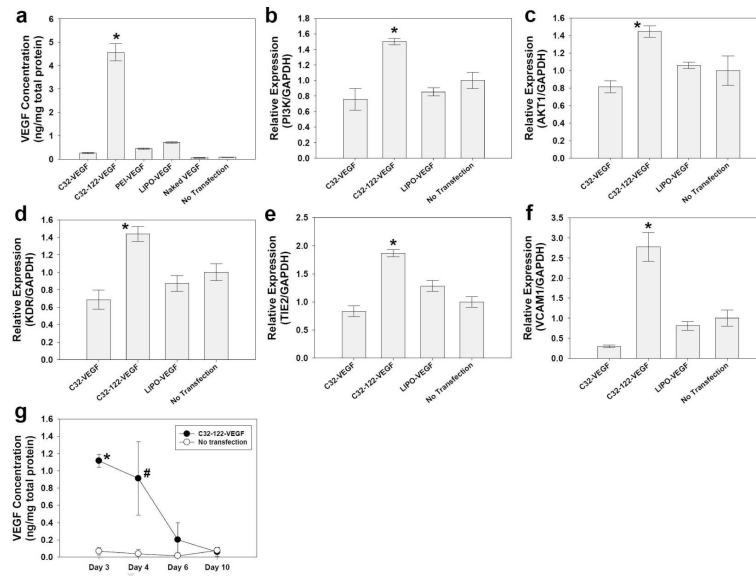 a
VEGF Concentration
(ng/mg total protein)
6
5
4
3
2
1
0
*
C32-VEGF
C32-122-VEGF
PEI-VEGF
LIPO-VEGF
Naked VEGF
No Transfection
b
Relative Expression
(PI3K/GAPDH)
1.8
1.6
1.4
1.2
1.0
0.8
0.6
0.4
0.2
0.0
*
C32-VEGF
C32-122-VEGF
LIPO-VEGF
No Transfection
c
Relative Expression
(AKT1/GAPDH)
1.6
1.4
1.2
1.0
0.8
0.6
0.4
0.2
0.0
*
C32-VEGF
C32-122-VEGF
LIPO-VEGF
No Transfection
d
Relative Expression
(KDR/GAPDH)
1.6
1.4
1.2
1.0
0.8
0.6
0.4
0.2
0.0
*
C32-VEGF
C32-122-VEGF
LIPO-VEGF
No Transfection
e
Relative Expression
(TIE2/GAPDH)
2.5
2.0
1.5
1.0
0.5
0.0
*
C32-VEGF
C32-122-VEGF
LIPO-VEGF
No Transfection
f
Relative Expression
(VCAM1/GAPDH)
3.5
3.0
2.5
2.0
1.5
1.0
0.5
0.0
*
C32-VEGF
C32-122-VEGF
LIPO-VEGF
No Transfection
g
VEGF Concentration
(ng/mg total protein)
1.6
1.4
1.2
1.0
0.8
0.6
0.4
0.2
0.0
C32-122-VEGF
No transfection
*
#
Day 3
Day 4
Day 6
Day 10